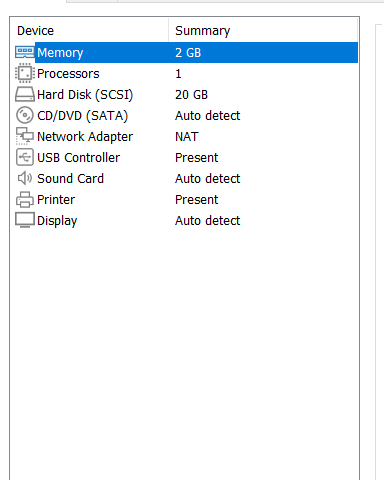 Device Summary
Memory 2 GB
Processors 1
Hard Disk (SCSI) 20 GB
CD/DVD (SATA) Auto detect
Network Adapter NAT
USB Controller Present
Sound Card Auto detect
Printer Present
Display Auto detect